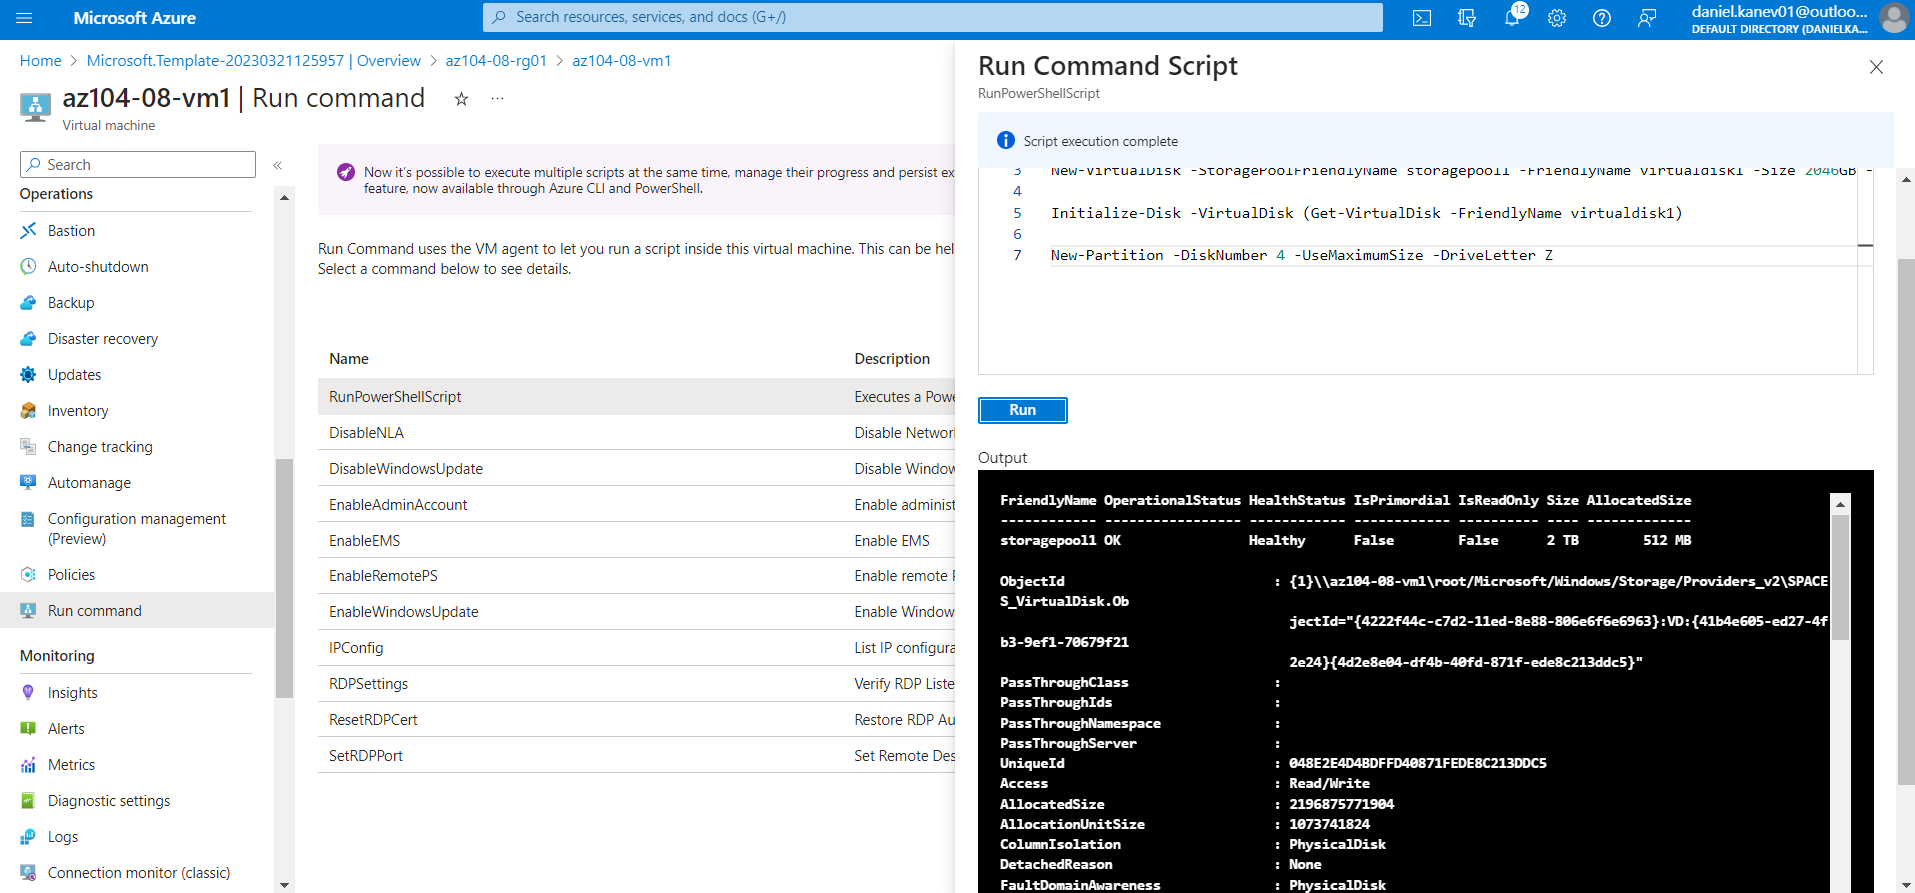 Microsoft Azure
Search resources, services, and docs (G+/)
12
daniel.kanev01@outloo...
DEFAULT DIRECTORY (DANIELKA...
Home > Microsoft.Template-20230321125957 | Overview > az104-08-rg01 > az104-08-vm1
az104-08-vm1 | Run command
Virtual machine
Search
Operations
Bastion
Auto-shutdown
Backup
Disaster recovery
Updates
Inventory
Change tracking
Automanage
Configuration management
(Preview)
Policies
Run command
Monitoring
Insights
Alerts
Metrics
Diagnostic settings
Logs
Connection monitor (classic)
Now it's possible to execute multiple scripts at the same time, manage their progress and persist ex
feature, now available through Azure CLI and PowerShell.
Run Command uses the VM agent to let you run a script inside this virtual machine. This can be hel
Select a command below to see details.
Name Description
RunPowerShellScript Executes a Powe
DisableNLA Disable Networ
DisableWindowsUpdate Disable Window
EnableAdminAccount Enable administ
EnableEMS Enable EMS
EnableRemotePS Enable remote P
EnableWindowsUpdate Enable Window
IPConfig List IP configura
RDPSettings Verify RDP Liste
ResetRDPCert Restore RDP Au
SetRDPPort Set Remote Des
Run Command Script
RunPowerShellScript
Script execution complete
3 New-VirtualDisk -StoragePoolFriendlyName storagepool1 -FriendlyName virtualdisk1 -Size 2046GB -
4
5 Initialize-Disk -VirtualDisk (Get-VirtualDisk -FriendlyName virtualdisk1)
6
7 New-Partition -DiskNumber 4 -UseMaximumSize -DriveLetter Z
Run
Output
FriendlyName OperationalStatus HealthStatus IsPrimordial IsReadOnly Size AllocatedSize
------------ ----------------- ------------ ------------ ---------- ---- -------------
storagepool1 OK Healthy False False 2 TB 512 MB
ObjectId : {1}\\az104-08-vm1\root/Microsoft/Windows/Storage/Providers_v2\SPACE
S_VirtualDisk.Ob
jectId="{4222f44c-c7d2-11ed-8e88-806e6f6e6963}:VD:{41b4e605-ed27-4f
b3-9ef1-70679f21
2e24}{4d2e8e04-df4b-40fd-871f-ede8c213ddc5}"
PassThroughClass :
PassThroughIds :
PassThroughNamespace :
PassThroughServer :
UniqueId : 048E2E4D4BDFFD40871FEDE8C213DDC5
Access : Read/Write
AllocatedSize : 2196875771904
AllocationUnitSize : 1073741824
ColumnIsolation : PhysicalDisk
DetachedReason : None
FaultDomainAwareness : PhysicalDisk